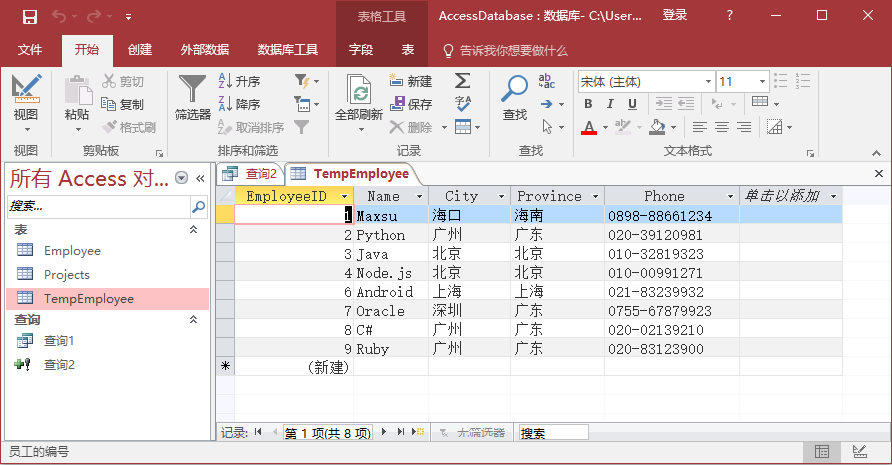 表格工具
AccessDatabase : 数据库- C:\User...
登录
?
文件
开始
创建
外部数据
数据库工具
字段
表
告诉我你想要做什么
视图
粘贴
剪切
复制
格式刷
筛选器
升序
降序
取消排序
全部刷新
新建
保存
删除
查找
宋体 (主体)
11
B I U
A
视图
剪贴板
排序和筛选
记录
查找
文本格式
所有 Access 对...
搜索...
表
Employee
Projects
TempEmployee
查询
查询1
查询2
查询2
TempEmployee
EmployeeID Name City Province Phone 单击以添加
1 Maxsu 海口 海南 0898-88661234
2 Python 广州 广东 020-39120981
3 Java 北京 北京 010-32819323
4 Node.js 北京 北京 010-00991271
6 Android 上海 上海 021-83239932
7 Oracle 深圳 广东 0755-67879923
8 C# 广州 广东 020-02139210
9 Ruby 广州 广东 020-83123900
* (新建)
记录: 第 1 项(共 8 项) 无筛选器 搜索
员工的编号